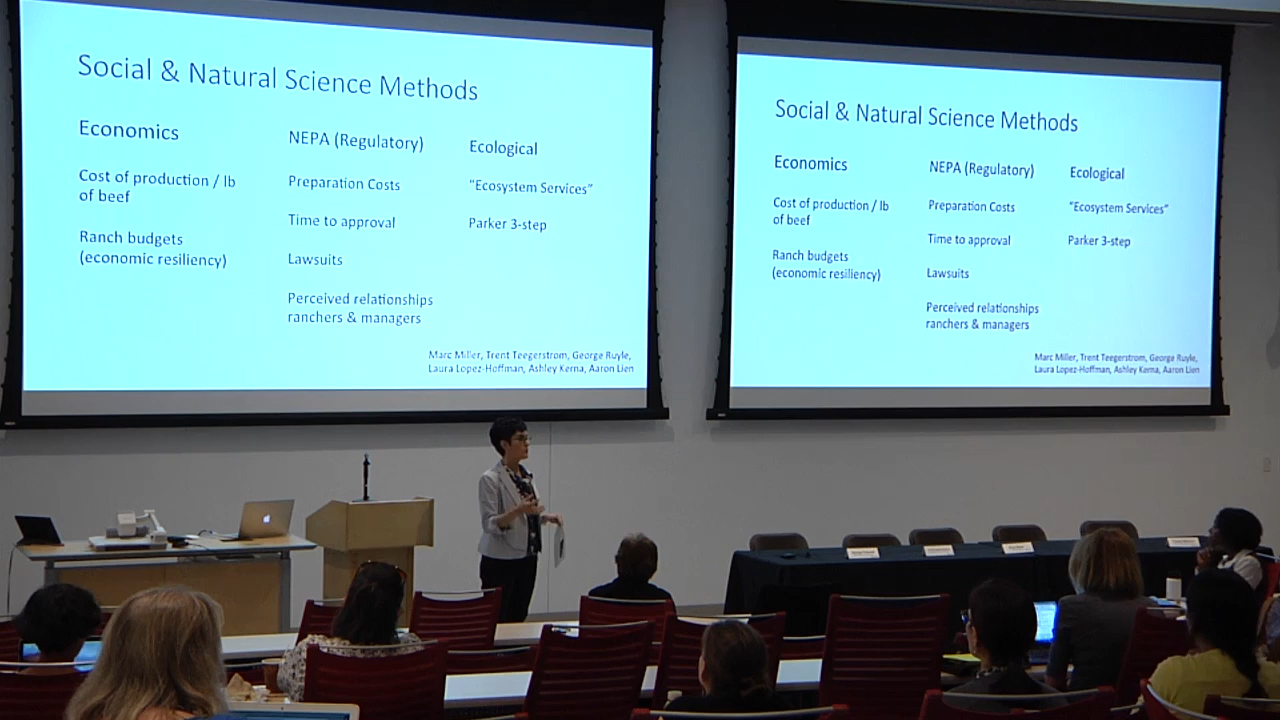 Social & Natural Science Methods
Economics
Cost of production / lb
of beef
Ranch budgets
(economic resiliency)
NEPA (Regulatory)
Preparation Costs
Time to approval
Lawsuits
Perceived relationships
ranchers & managers
Ecological
“Ecosystem Services”
Parker 3-step
Marc Miller, Trent Teegerstrom, George Ruyle,
Laura Lopez-Hoffman, Ashley Kerna, Aaron Lien
Social & Natural Science Methods
Economics
Cost of production / lb
of beef
Ranch budgets
(economic resiliency)
NEPA (Regulatory)
Preparation Costs
Time to approval
Lawsuits
Perceived relationships
ranchers & managers
Ecological
“Ecosystem Services”
Parker 3-step
Marc Miller, Trent Teegerstrom, George Ruyle,
Laura Lopez-Hoffman, Ashley Kerna, Aaron Lien